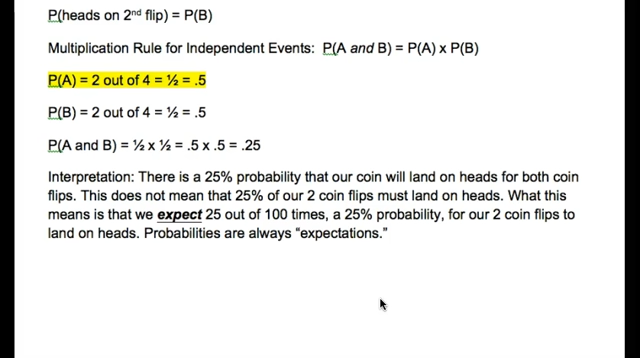 P(heads on 2nd flip) = P(B)
Multiplication Rule for Independent Events:  P(A and B) = P(A) x P(B)
P(A) = 2 out of 4 = ½ = .5
P(B) = 2 out of 4 = ½ = .5
P(A and B) = ½ x ½ = .5 x .5 = .25
Interpretation: There is a 25% probability that our coin will land on heads for both coin
flips. This does not mean that 25% of our 2 coin flips must land on heads. What this
means is that we expect 25 out of 100 times, a 25% probability, for our 2 coin flips to
land on heads. Probabilities are always “expectations.”